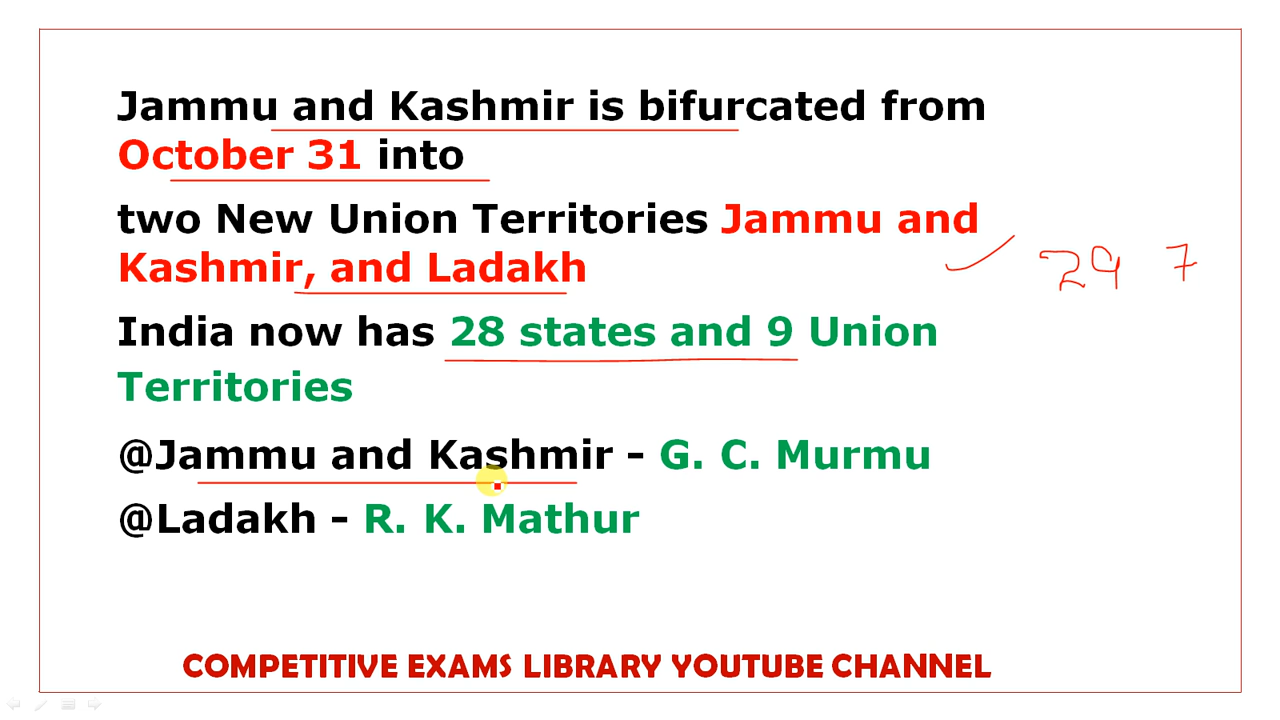 Jammu and Kashmir is bifurcated from
October 31 into
two New Union Territories Jammu and
Kashmir, and Ladakh
29 7
India now has 28 states and 9 Union
Territories
@Jammu and Kashmir - G. C. Murmu
@Ladakh - R. K. Mathur
COMPETITIVE EXAMS LIBRARY YOUTUBE CHANNEL